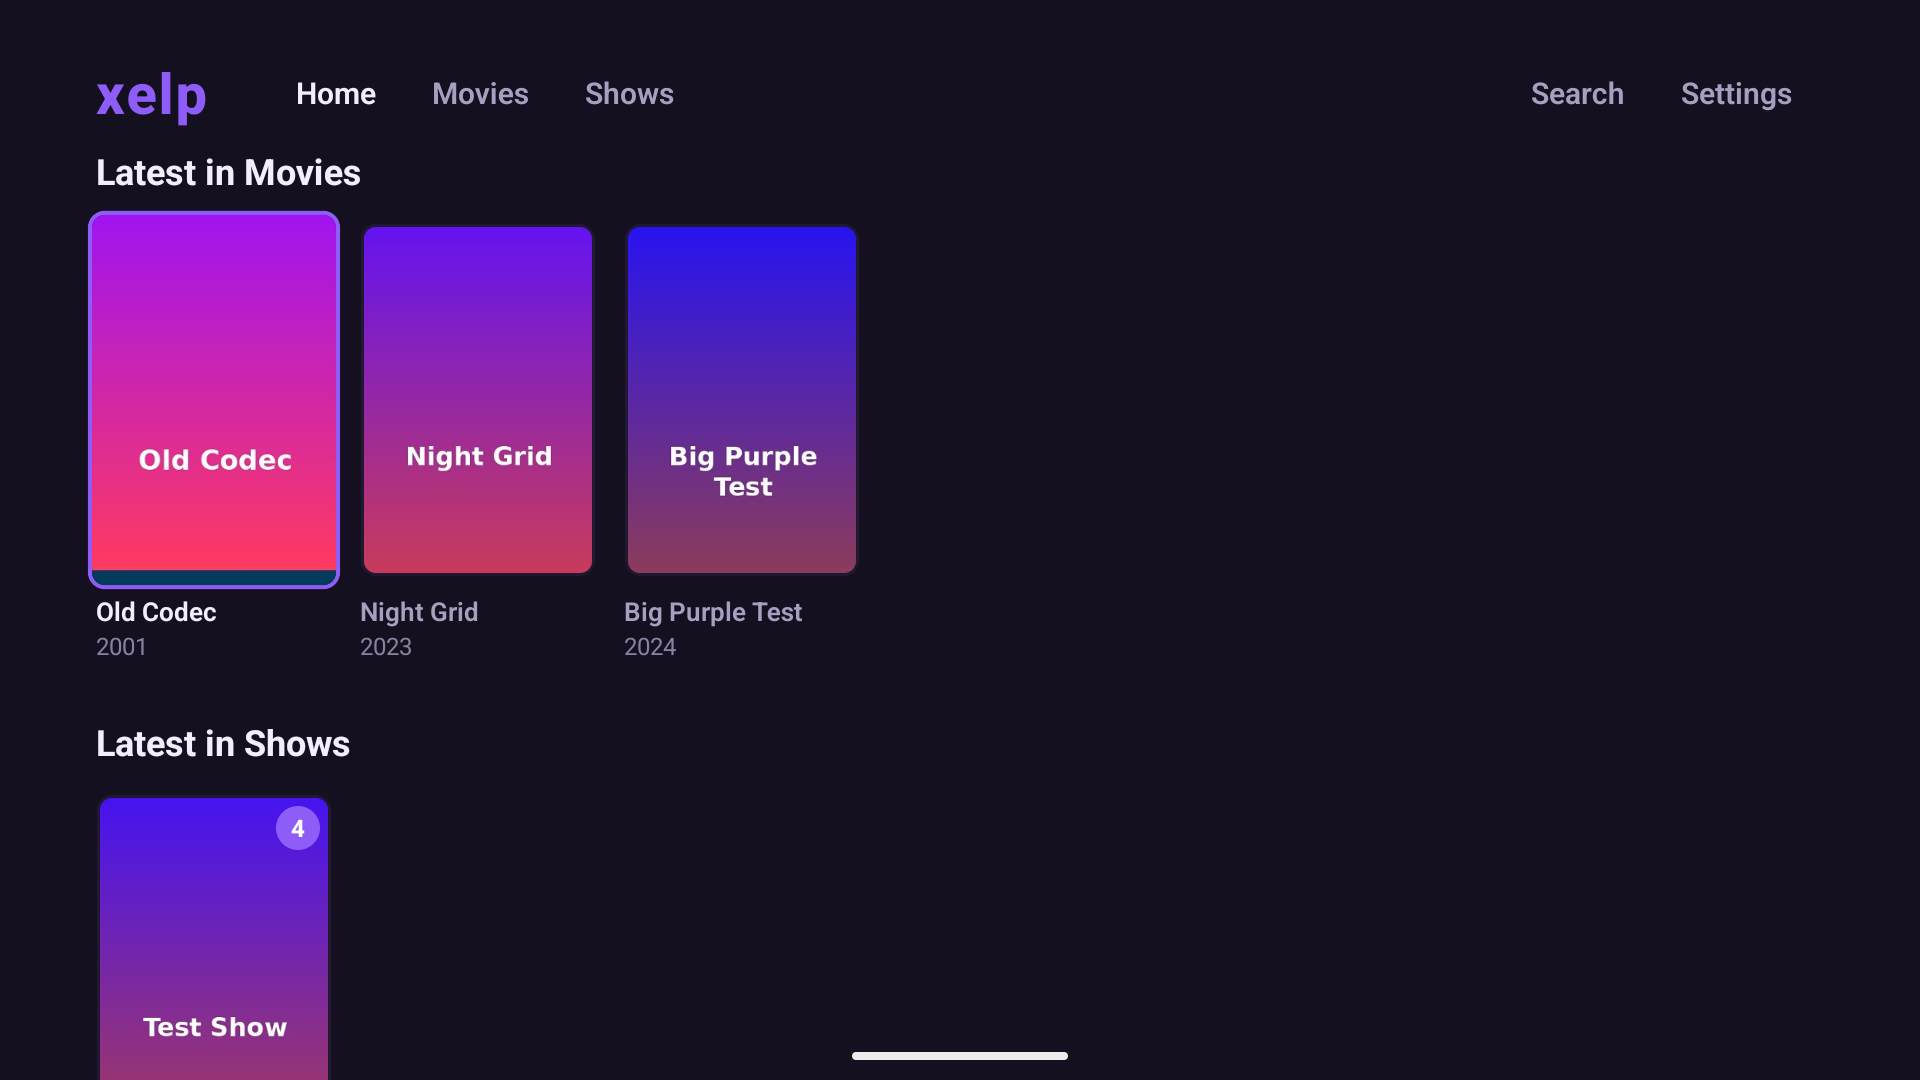 xelp Home Movies Shows Search Settings
Latest in Movies
Old Codec
Night Grid
Big Purple
Test
Old Codec
2001
Night Grid
2023
Big Purple Test
2024
Latest in Shows
4
Test Show